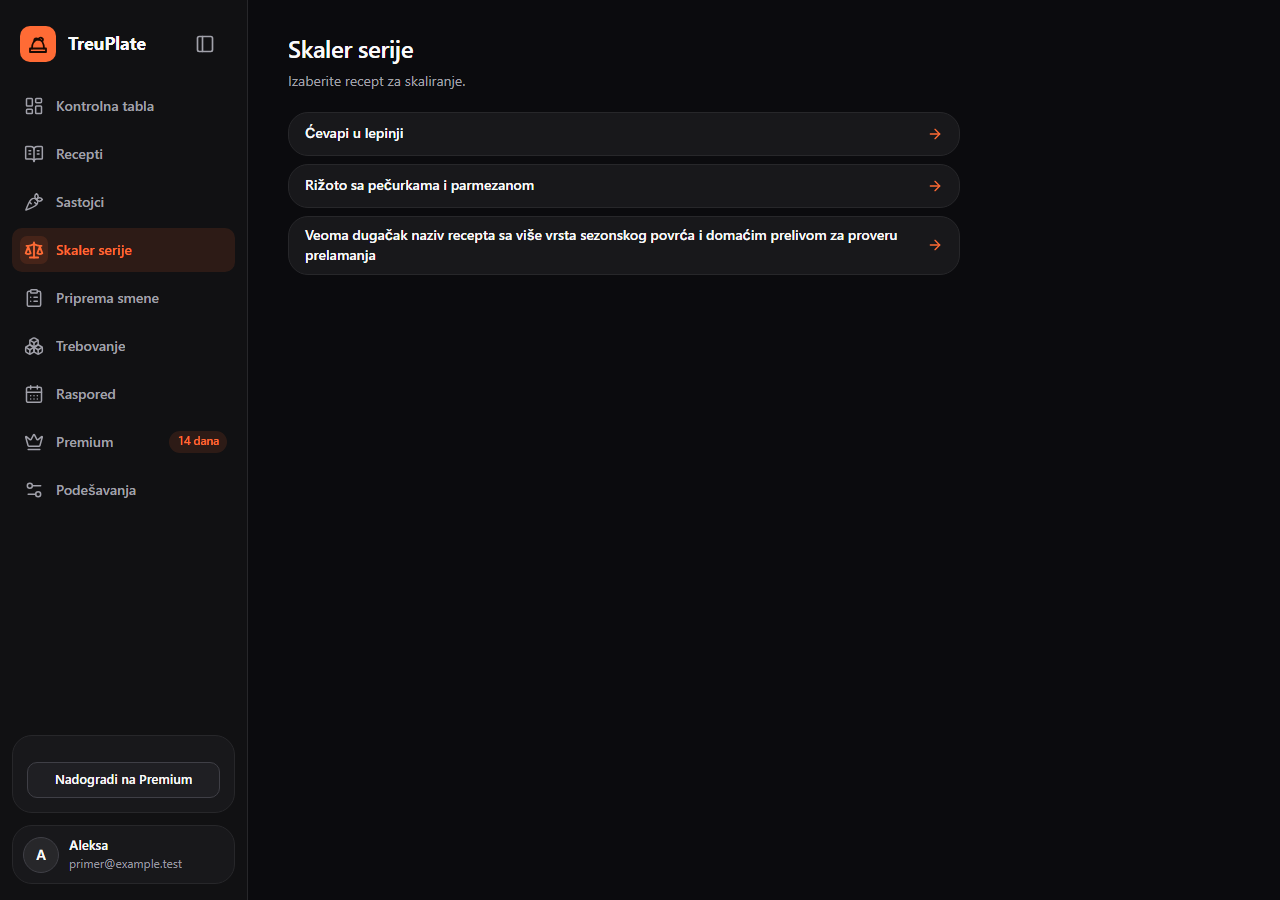 TreuPlate
Kontrolna tabla
Recepti
Sastojci
Skaler serije
Priprema smene
Trebovanje
Raspored
Premium
14 dana
Podešavanja
Nadogradi na Premium
A
Aleksa
primer@example.test
Skaler serije
Izaberite recept za skaliranje.
Ćevapi u lepinji
Rižoto sa pečurkama i parmezanom
Veoma dugačak naziv recepta sa više vrsta sezonskog povrća i domaćim prelivom za proveru
prelamanja